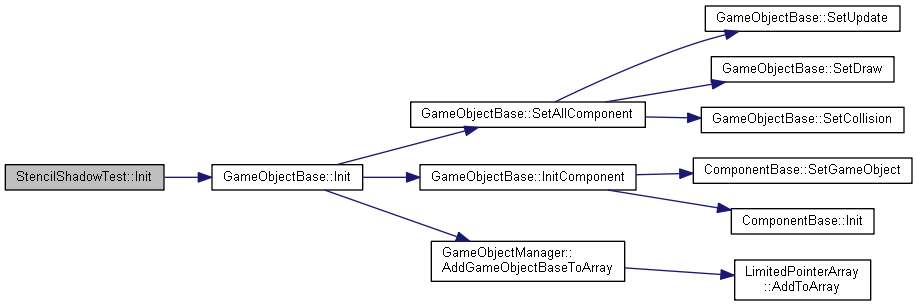 StencilShadowTest::Init
GameObjectBase::Init
GameObjectBase::SetAllComponent
GameObjectBase::SetUpdate
GameObjectBase::SetDraw
GameObjectBase::SetCollision
GameObjectBase::InitComponent
ComponentBase::SetGameObject
ComponentBase::Init
GameObjectManager::
AddGameObjectBaseToArray
LimitedPointerArray
::AddToArray